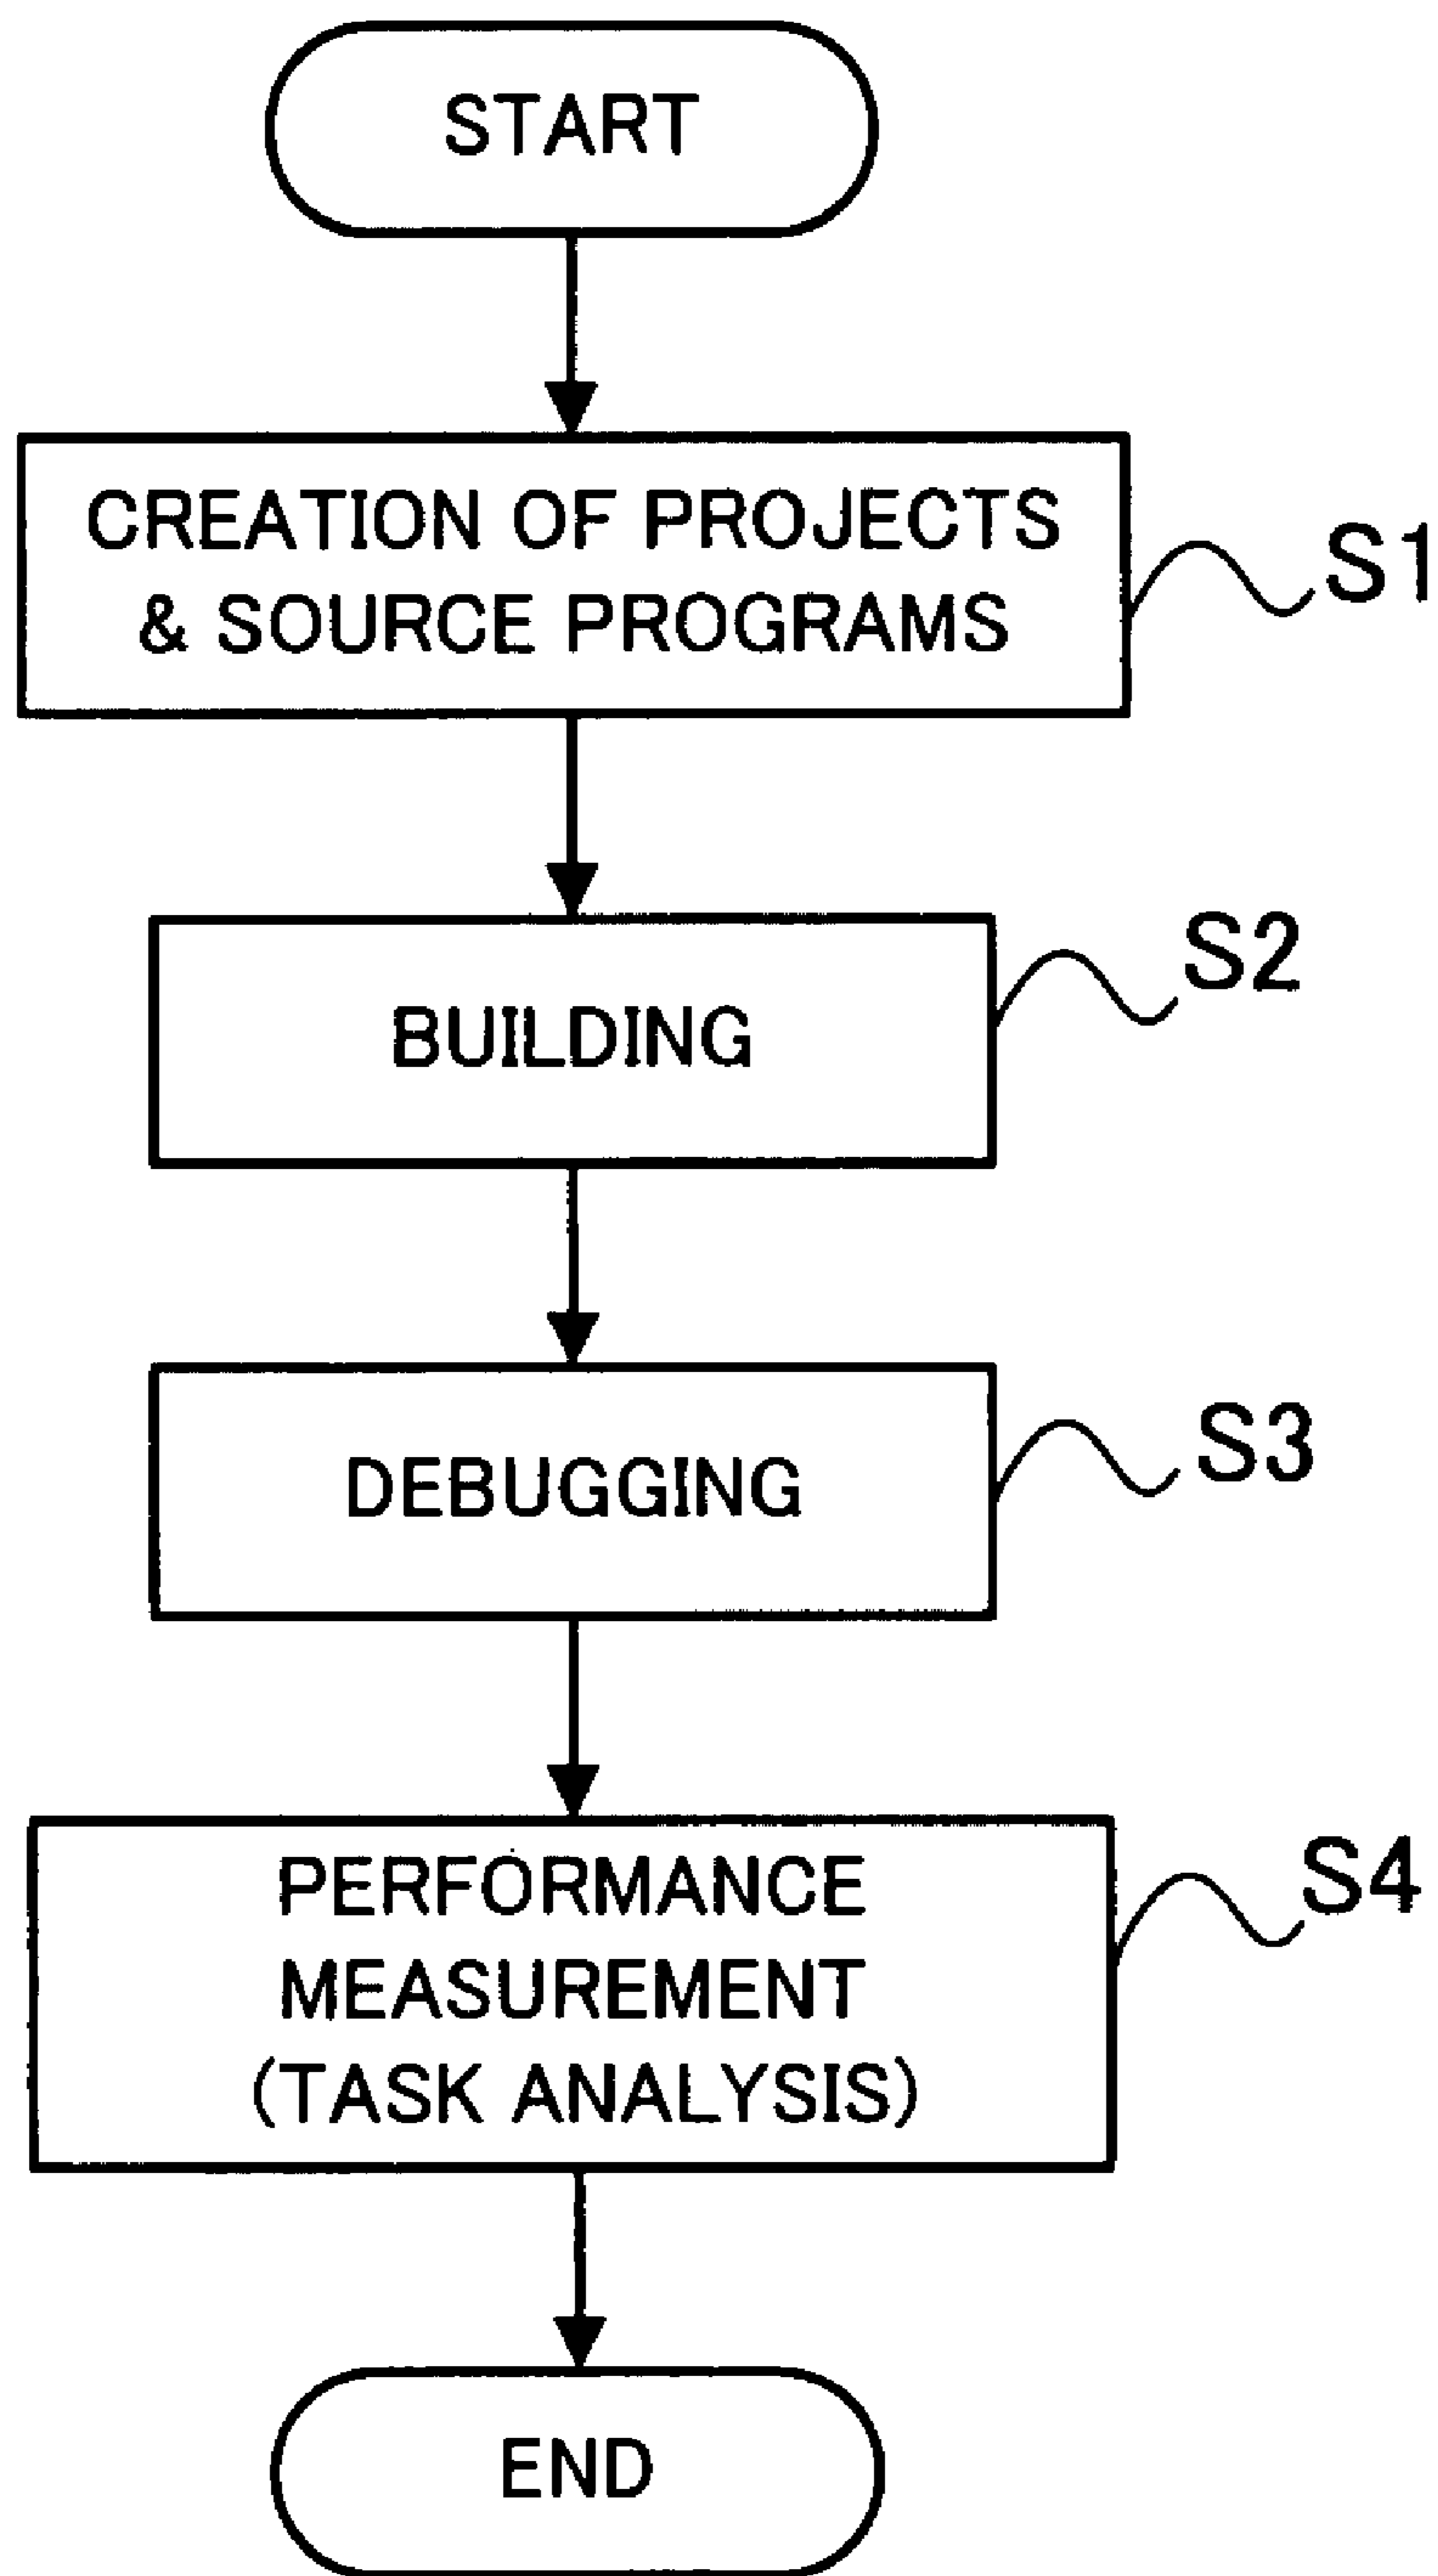 START
CREATION OF PROJECTS
& SOURCE PROGRAMS
S1
BUILDING
S2
DEBUGGING
S3
PERFORMANCE
MEASUREMENT
(TASK ANALYSIS)
S4
END